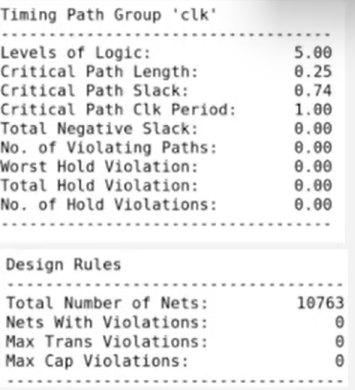 Timing Path Group 'clk'
-----------------------------------
Levels of Logic: 5.00
Critical Path Length: 0.25
Critical Path Slack: 0.74
Critical Path Clk Period: 1.00
Total Negative Slack: 0.00
No. of Violating Paths: 0.00
Worst Hold Violation: 0.00
Total Hold Violation: 0.00
No. of Hold Violations: 0.00
-----------------------------------
Design Rules
-----------------------------------
Total Number of Nets: 10763
Nets With Violations: 0
Max Trans Violations: 0
Max Cap Violations: 0
-----------------------------------